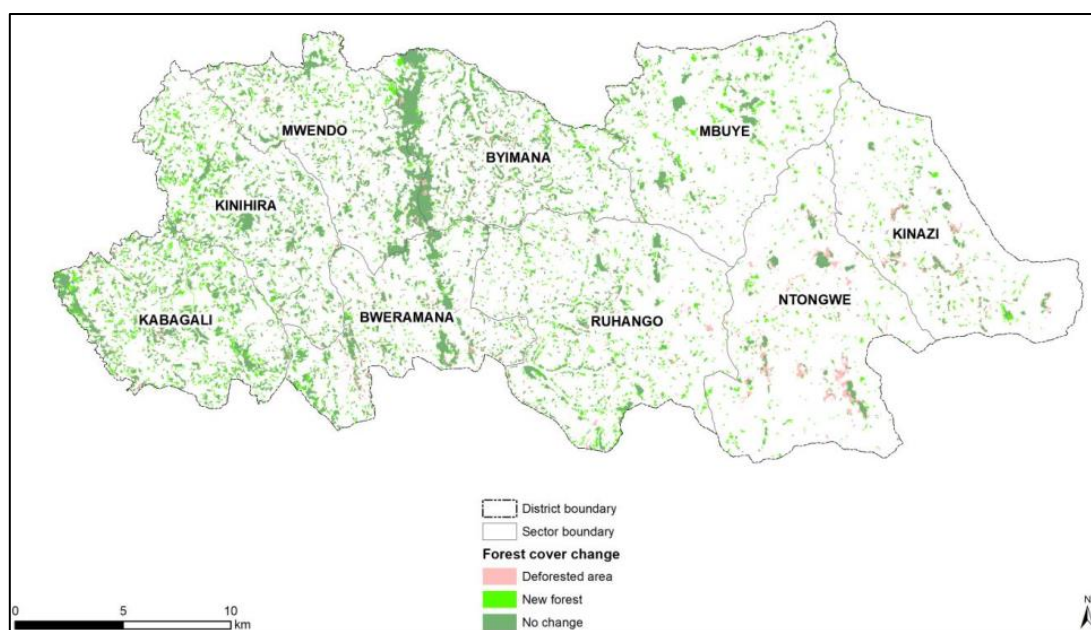 MWENDO
BYIMANA
MBUYE
KINIHIRA
KINAZI
KABAGALI
BWERAMANA
RUHANGO
NTONGWE
District boundary
Sector boundary
Forest cover change
Deforested area
New forest
No change
0 5 10
km
N